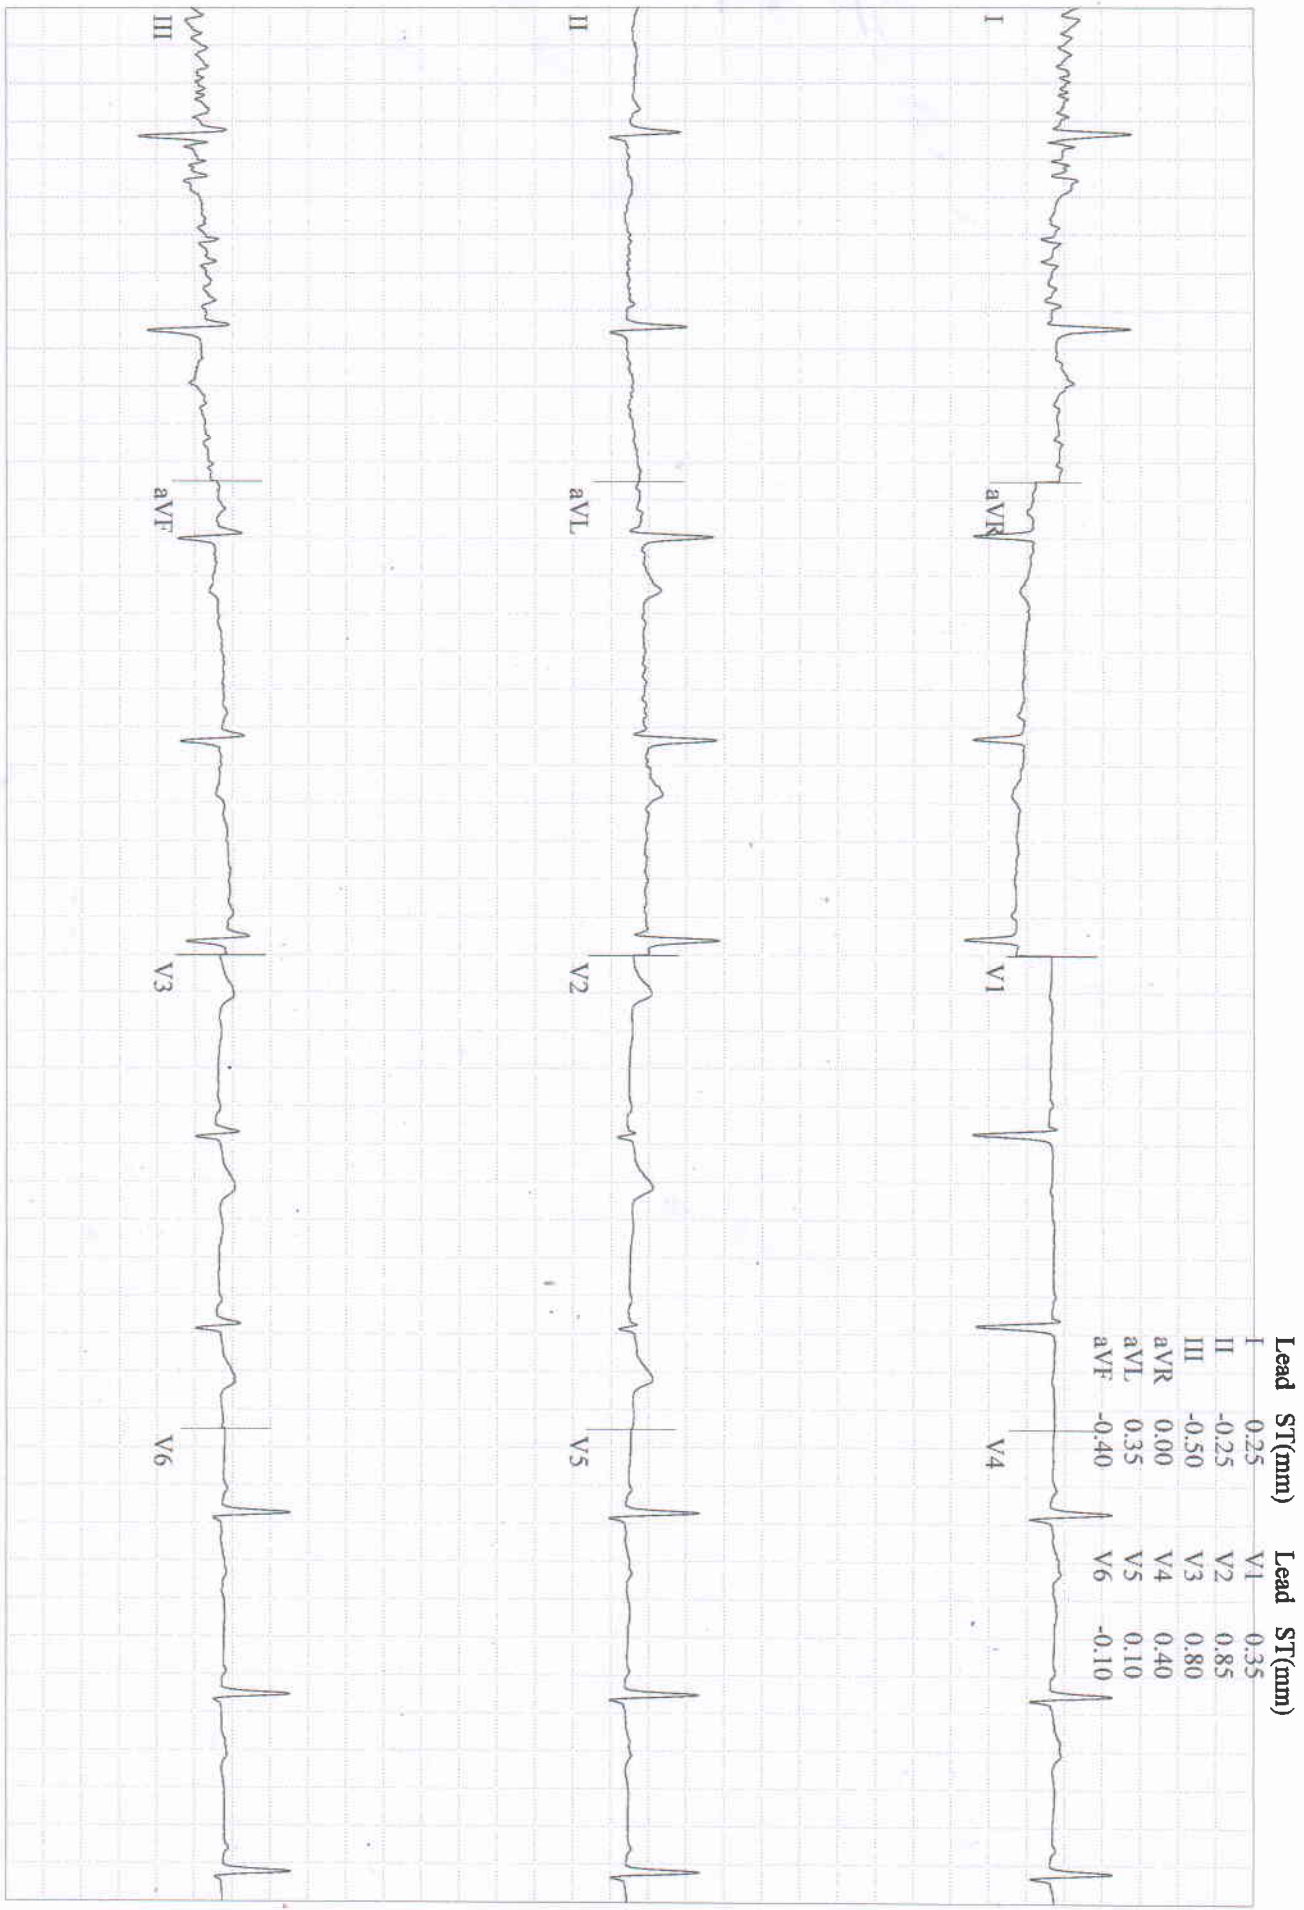 Lead ST(mm) Lead ST(mm)
I 0.25 V1 0.35
II -0.25 V2 0.85
III -0.50 V3 0.80
aVR 0.00 V4 0.40
aVL 0.35 V5 0.10
aVF -0.40 V6 -0.10
I aVR V1 V4
II aVL V2 V5
III aVF V3 V6